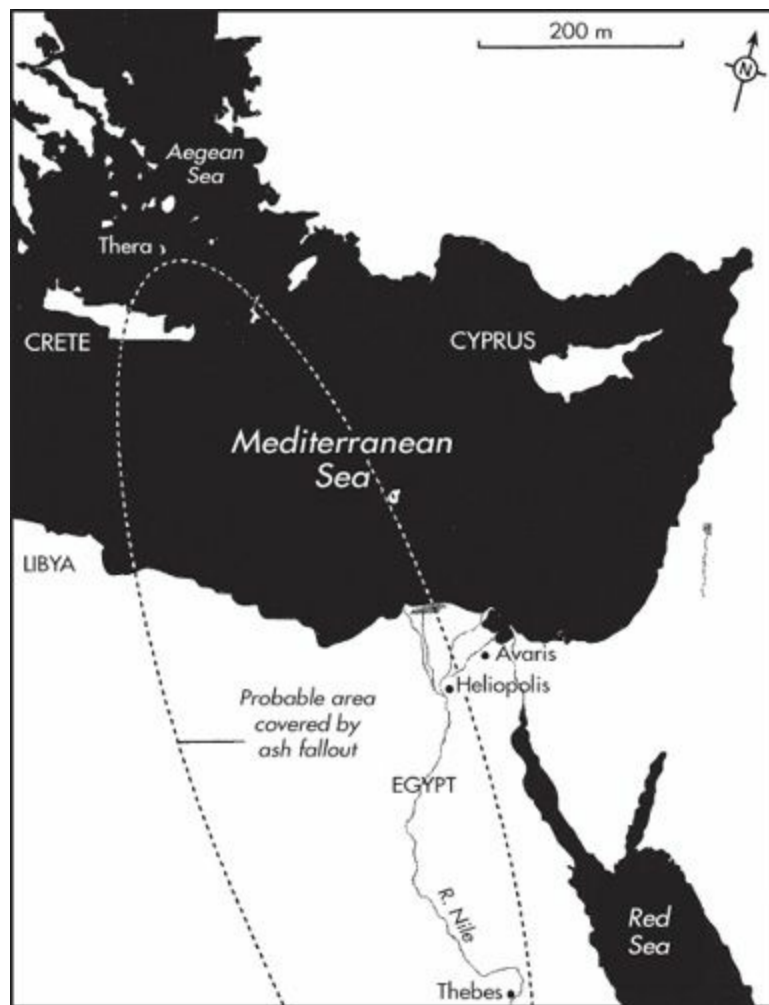 200 m
N
Aegean
Sea
Thera
CRETE
CYPRUS
Mediterranean
Sea
LIBYA
Avaris
Heliopolis
Probable area
covered by
ash fallout
EGYPT
R. Nile
Red
Sea
Thebes